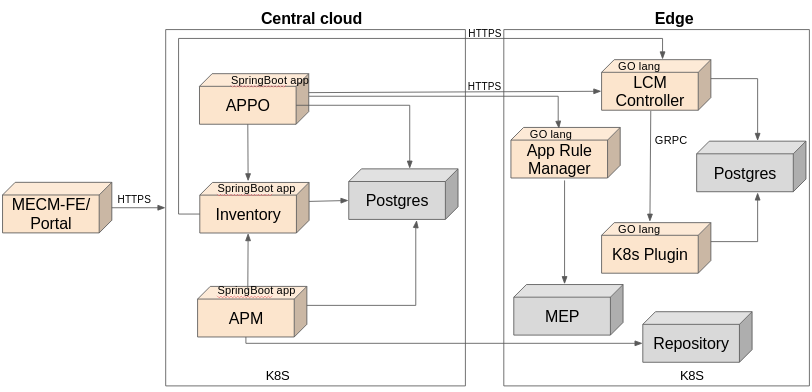 Central cloud
Edge
HTTPS
SpringBoot app
APPO
HTTPS
GO lang
LCM
Controller
GO lang
App Rule
Manager
GRPC
Postgres
MECM-FE/
Portal
HTTPS
SpringBoot app
Inventory
Postgres
GO lang
K8s Plugin
SpringBoot app
APM
MEP
Repository
K8S
K8S